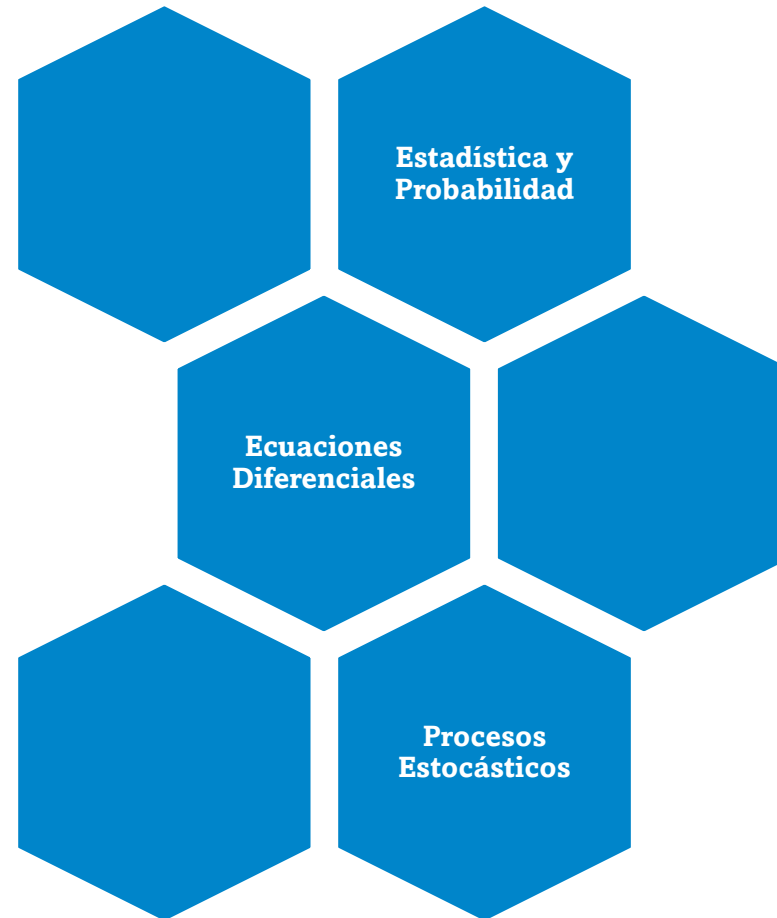 Estadística y
Probabilidad
Ecuaciones
Diferenciales
Procesos
Estocásticos